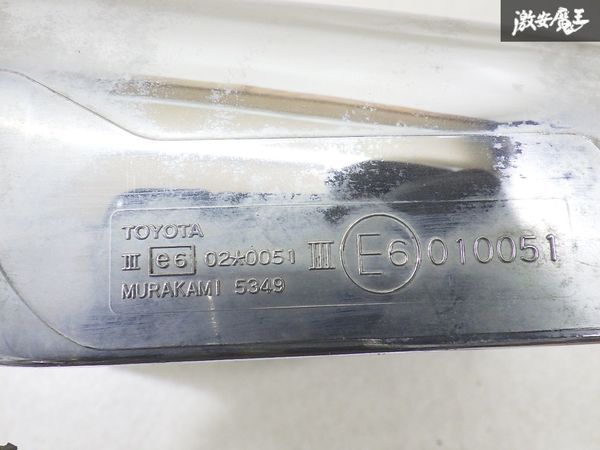 激安魔王
TOYOTA
III e6 02*0051 III E6 010051
MURAKAMI 5349